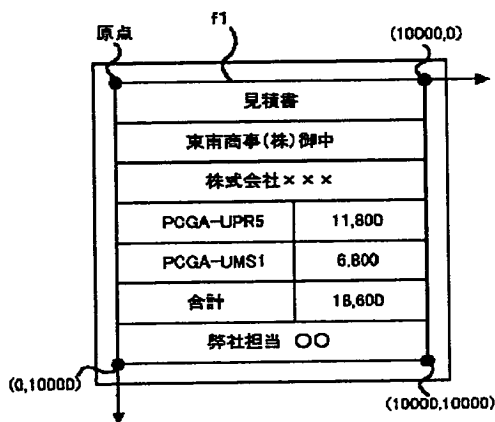 f1
原点
(10000,0)
見積書
東南商事(株)御中
株式会社×××
PCGA-UPR5 11,800
PCGA-UMS1 6,800
合計 18,600
弊社担当 ○○
(0,10000)
(10000,10000)